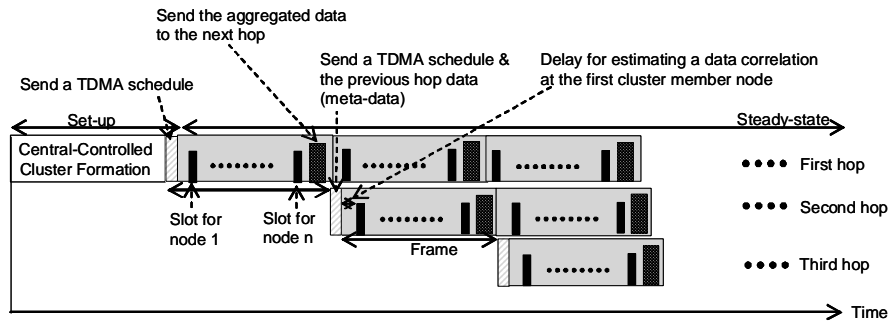 Send the aggregated data
to the next hop
Send a TDMA schedule &
the previous hop data
(meta-data)
Delay for estimating a data correlation
at the first cluster member node
Send a TDMA schedule
Set-up
Steady-state
Central-Controlled
Cluster Formation
First hop
Slot for
node 1
Slot for
node n
Second hop
Frame
Third hop
Time